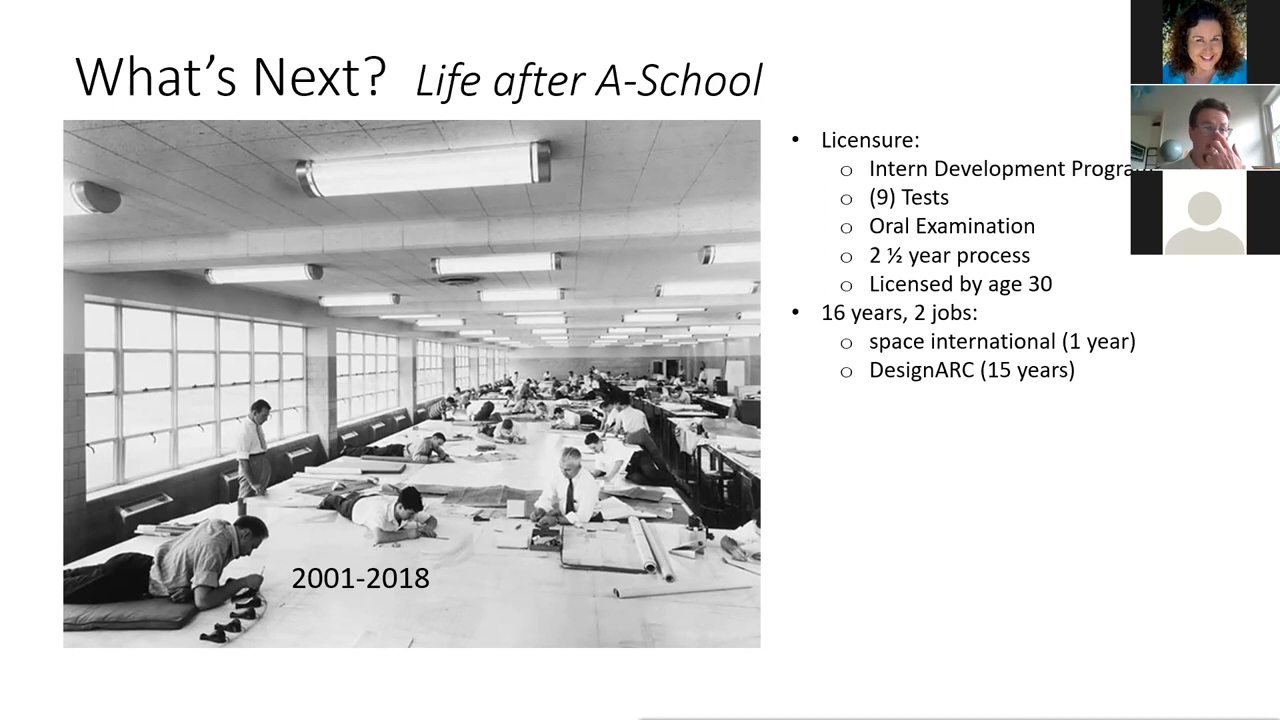 What's Next? Life after A-School
• Licensure:
o Intern Development Progra
o (9) Tests
o Oral Examination
o 2 ½ year process
o Licensed by age 30
• 16 years, 2 jobs:
o space international (1 year)
o DesignARC (15 years)
2001-2018